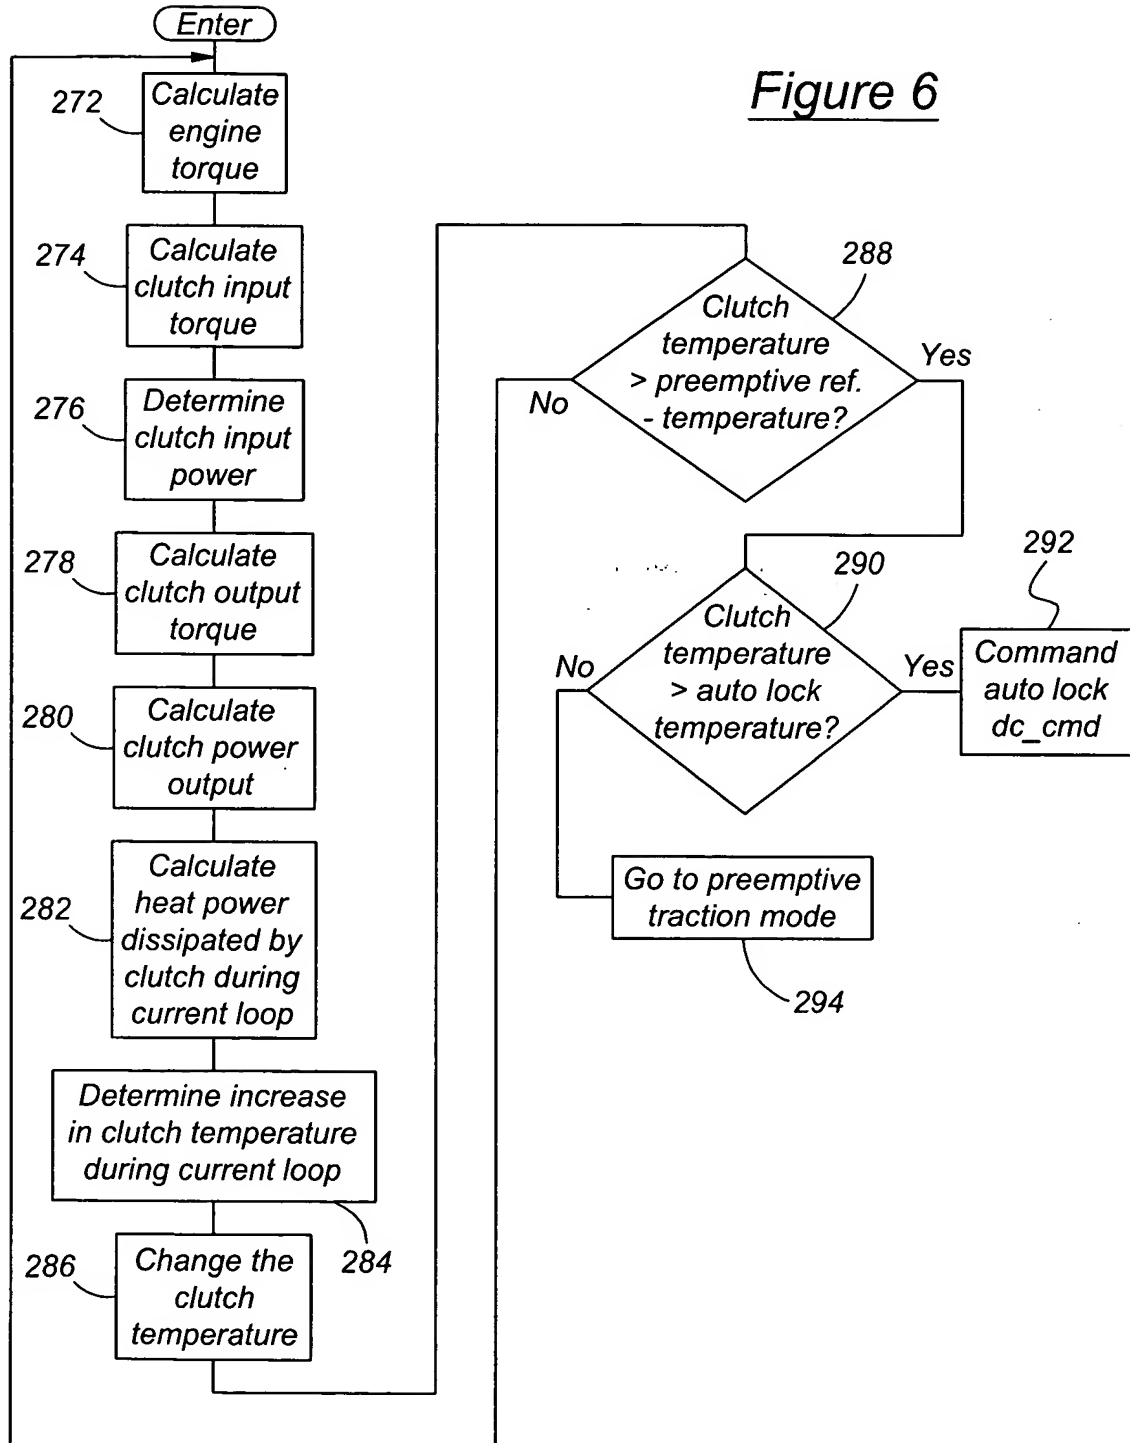 Enter
Figure 6
272
Calculate
engine
torque
274
Calculate
clutch input
torque
276
Determine
clutch input
power
278
Calculate
clutch output
torque
280
Calculate
clutch power
output
282
Calculate
heat power
dissipated by
clutch during
current loop
Determine increase
in clutch temperature
during current loop
284
286
Change the
clutch
temperature
288
Clutch
temperature
> preemptive ref.
- temperature?
No
Yes
290
Clutch
temperature
> auto lock
temperature?
No
Yes
292
Command
auto lock
dc_cmd
Go to preemptive
traction mode
294